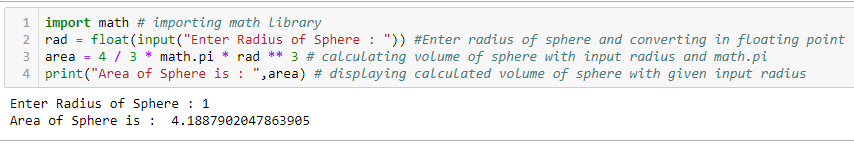 1 import math # importing math library
2 rad = float(input("Enter Radius of Sphere : ")) #Enter radius of sphere and converting in floating point
3 area = 4 / 3 * math.pi * rad ** 3 # calculating volume of sphere with input radius and math.pi
4 print("Area of Sphere is : ",area) # displaying calculated volume of sphere with given input radius
Enter Radius of Sphere : 1
Area of Sphere is :  4.1887902047863905